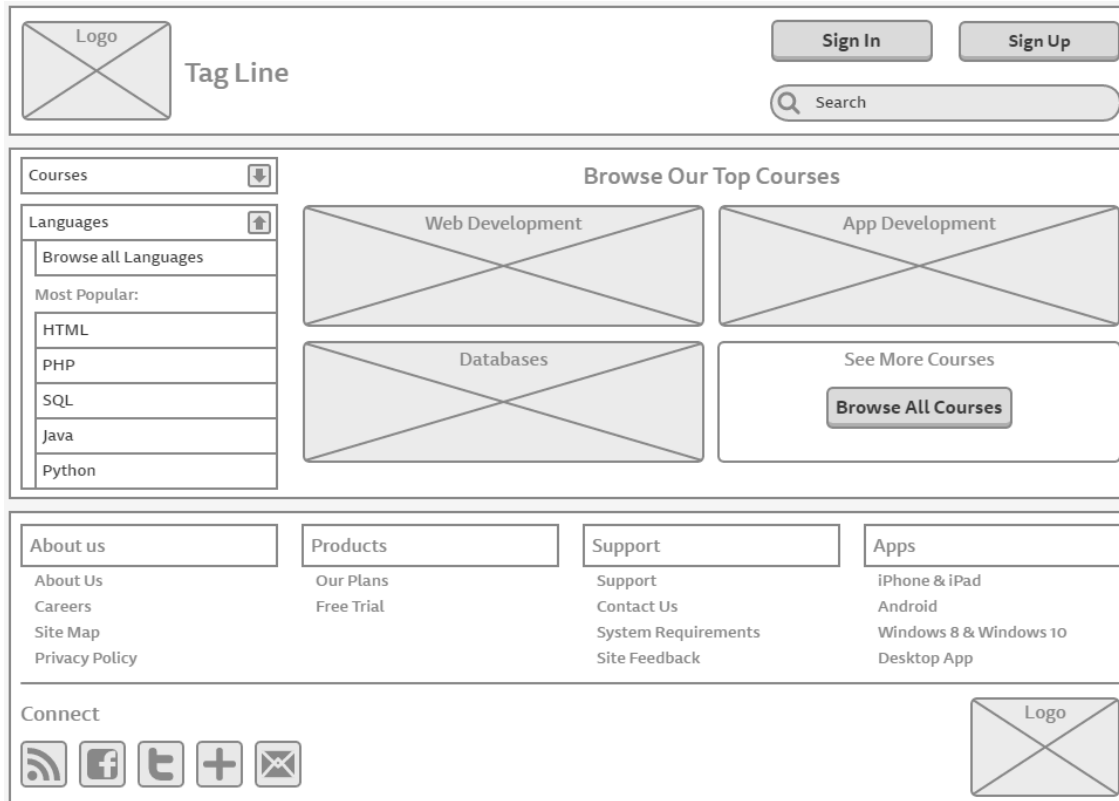 Logo
Tag Line
Sign In
Sign Up
Search
Courses
Languages
Browse all Languages
Most Popular:
HTML
PHP
SQL
Java
Python
Browse Our Top Courses
Web Development
App Development
Databases
See More Courses
Browse All Courses
About us
About Us
Careers
Site Map
Privacy Policy
Products
Our Plans
Free Trial
Support
Support
Contact Us
System Requirements
Site Feedback
Apps
iPhone & iPad
Android
Windows 8 & Windows 10
Desktop App
Connect
Logo